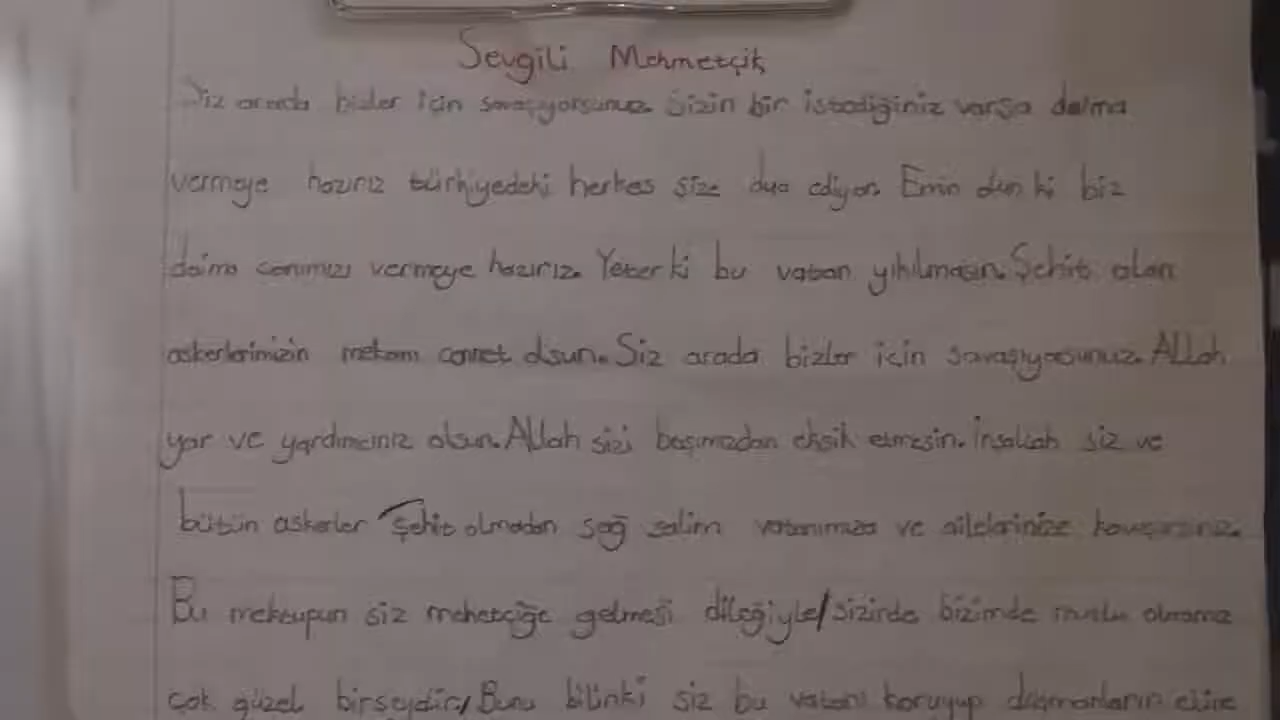 Sevgili Mehmetçik
Siz arada bizler için savaşıyorsunuz. Sizin bir istediğiniz varsa daima
vermeye hazırız türkiyedeki herkes size dua ediyor. Emin olun ki biz
daima canımızı vermeye hazırız. Yeter ki bu vatan yıkılmasın. Şehit olan
askerlerimizin mekanı cennet olsun. Siz arada bizler için savaşıyorsunuz. Allah
yar ve yardımcınız olsun. Allah sizi başımızdan eksik etmesin. İnşallah siz ve
bütün askerler şehit olmadan sağ salim vatanımıza ve ailelerinize kavuşursunuz.
Bu mektupun siz mehetçiğe gelmesi dileğiyle/sizinde bizimde mutlu olmamız
çok güzel birşeydir/Bunu bilinki siz bu vatanı koruyup düşmanların eline